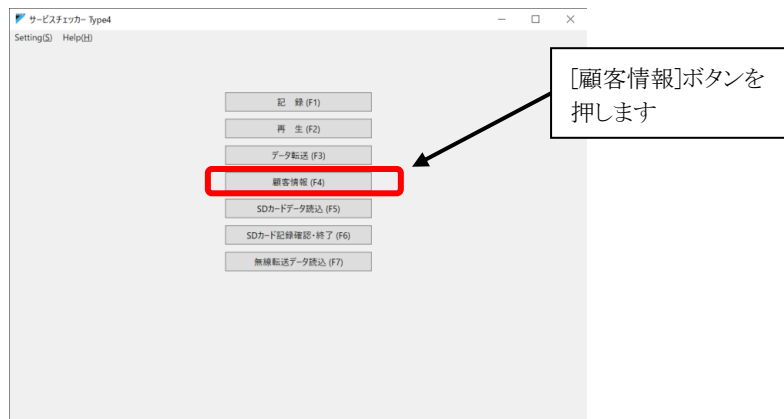 サービスチェッカー Type4
Setting(S) Help(H)
[顧客情報]ボタンを
押します
記 録 (F1)
再 生 (F2)
データ転送 (F3)
顧客情報 (F4)
SDカードデータ読込 (F5)
SDカード記録確認・終了 (F6)
無線転送データ読込 (F7)